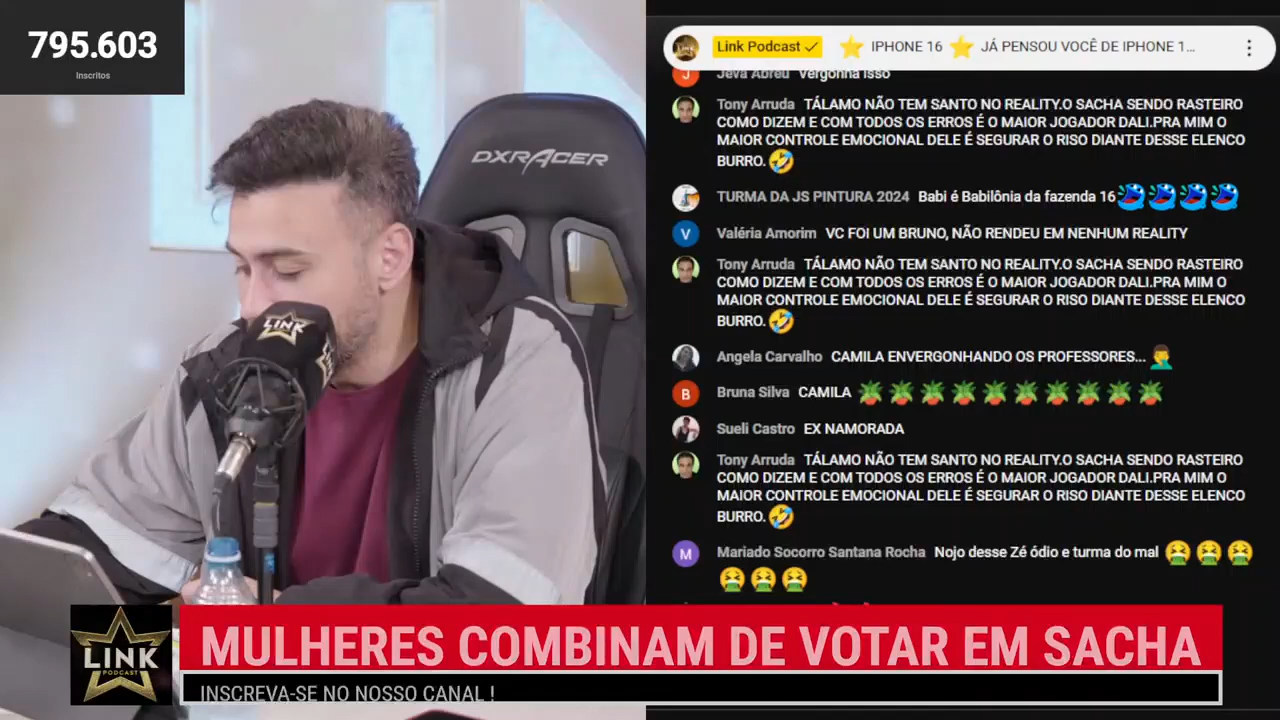 795.603
Inscritos
DXRACER
LINK
Link Podcast IPHONE 16 JÁ PENSOU VOCÊ DE IPHONE 1...
Jeva Abreu Vergonha isso
Tony Arruda TÁLAMO NÃO TEM SANTO NO REALITY.O SACHA SENDO RASTEIRO
COMO DIZEM E COM TODOS OS ERROS É O MAIOR JOGADOR DALI.PRA MIM O
MAIOR CONTROLE EMOCIONAL DELE É SEGURAR O RISO DIANTE DESSE ELENCO
BURRO.🤣
TURMA DA JS PINTURA 2024 Babi é Babilônia da fazenda 16
V
Valéria Amorim VC FOI UM BRUNO, NÃO RENDEU EM NENHUM REALITY
Tony Arruda TÁLAMO NÃO TEM SANTO NO REALITY.O SACHA SENDO RASTEIRO
COMO DIZEM E COM TODOS OS ERROS É O MAIOR JOGADOR DALI.PRA MIM O
MAIOR CONTROLE EMOCIONAL DELE É SEGURAR O RISO DIANTE DESSE ELENCO
BURRO.🤣
Angela Carvalho CAMILA ENVERGONHANDO OS PROFESSORES...
B
Bruna Silva CAMILA 🪴🪴🪴🪴🪴🪴🪴🪴🪴🪴
Sueli Castro EX NAMORADA
Tony Arruda TÁLAMO NÃO TEM SANTO NO REALITY.O SACHA SENDO RASTEIRO
COMO DIZEM E COM TODOS OS ERROS É O MAIOR JOGADOR DALI.PRA MIM O
MAIOR CONTROLE EMOCIONAL DELE É SEGURAR O RISO DIANTE DESSE ELENCO
BURRO.🤣
M
Mariado Socorro Santana Rocha Nojo desse Zé ódio e turma do mal 🤮🤮🤮
🤮🤮🤮
LINK
PODCAST
MULHERES COMBINAM DE VOTAR EM SACHA
INSCREVA-SE NO NOSSO CANAL !